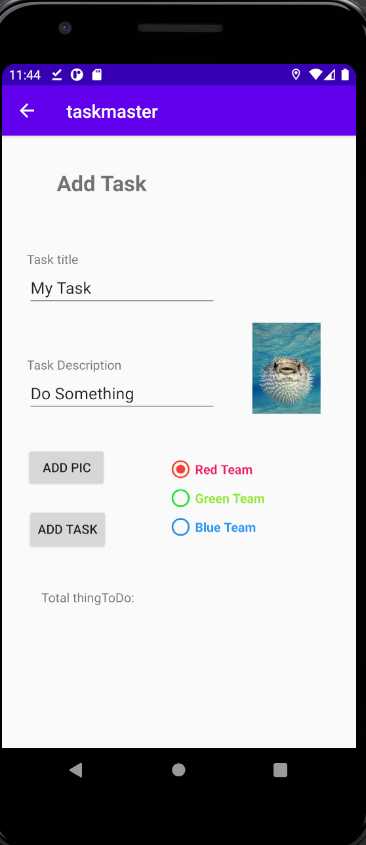 11:44
taskmaster
Add Task
Task title
My Task
Task Description
Do Something
ADD PIC
Red Team
Green Team
ADD TASK
Blue Team
Total thingToDo: